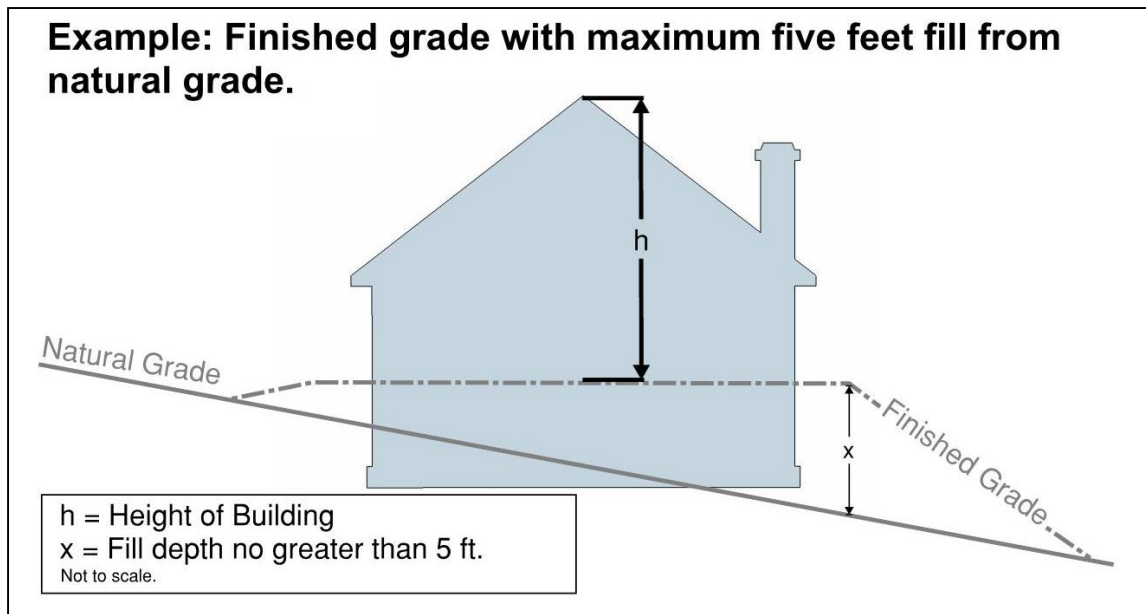 Example: Finished grade with maximum five feet fill from
natural grade.
h
Natural Grade
Finished Grade
x
h = Height of Building
x = Fill depth no greater than 5 ft.
Not to scale.